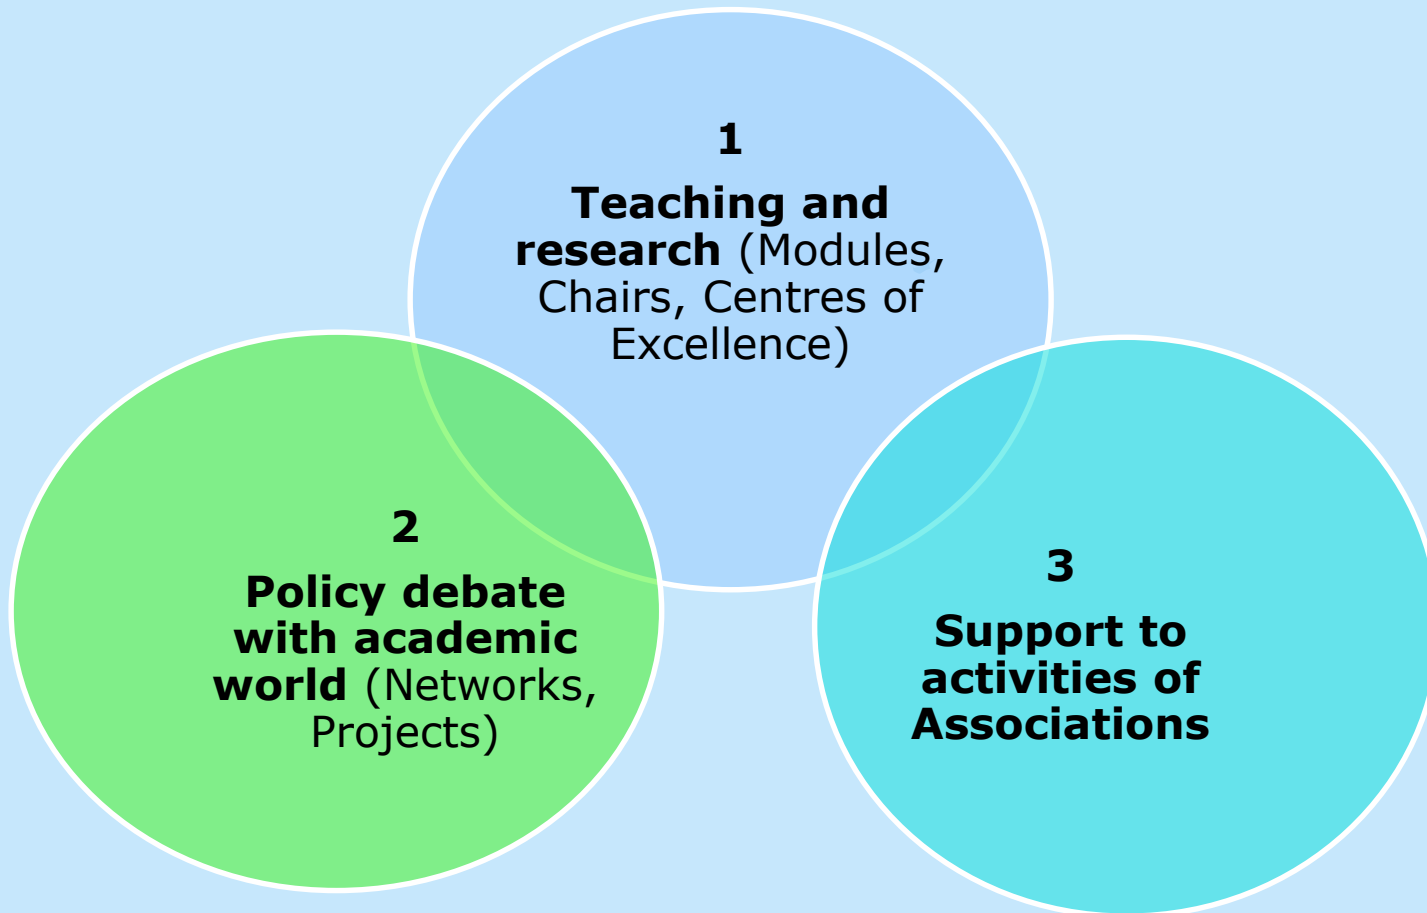 1
Teaching and
research (Modules,
Chairs, Centres of
Excellence)
2
Policy debate
with academic
world (Networks,
Projects)
3
Support to
activities of
Associations